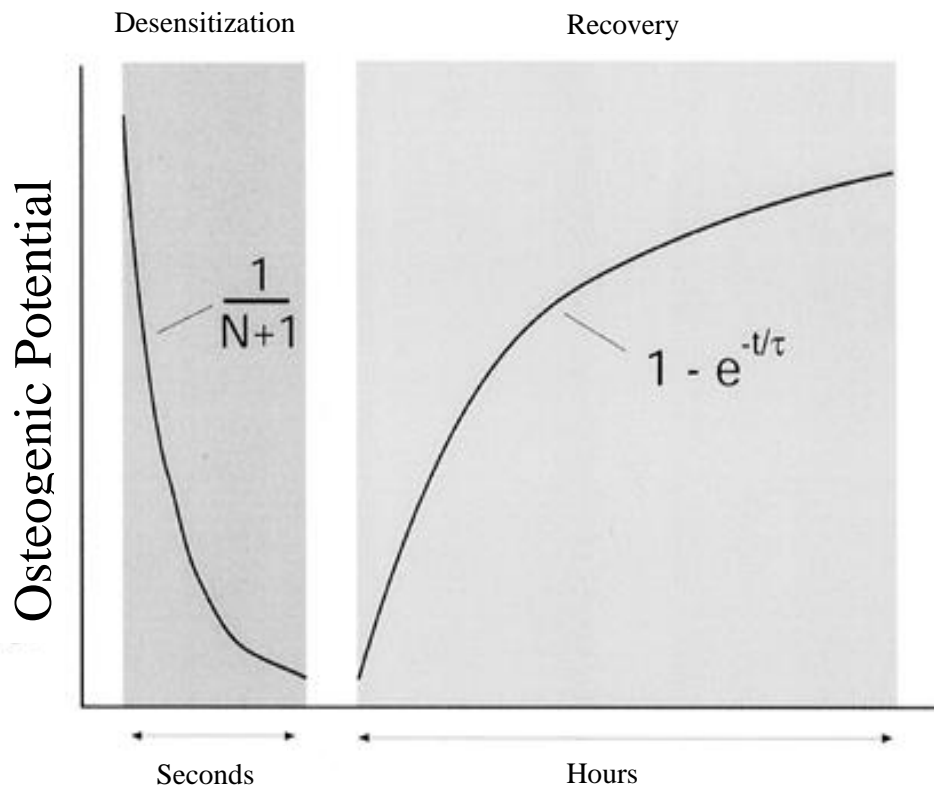 Desensitization
Recovery
Osteogenic Potential
1
N+1
1 - e^-t/τ
Seconds
Hours